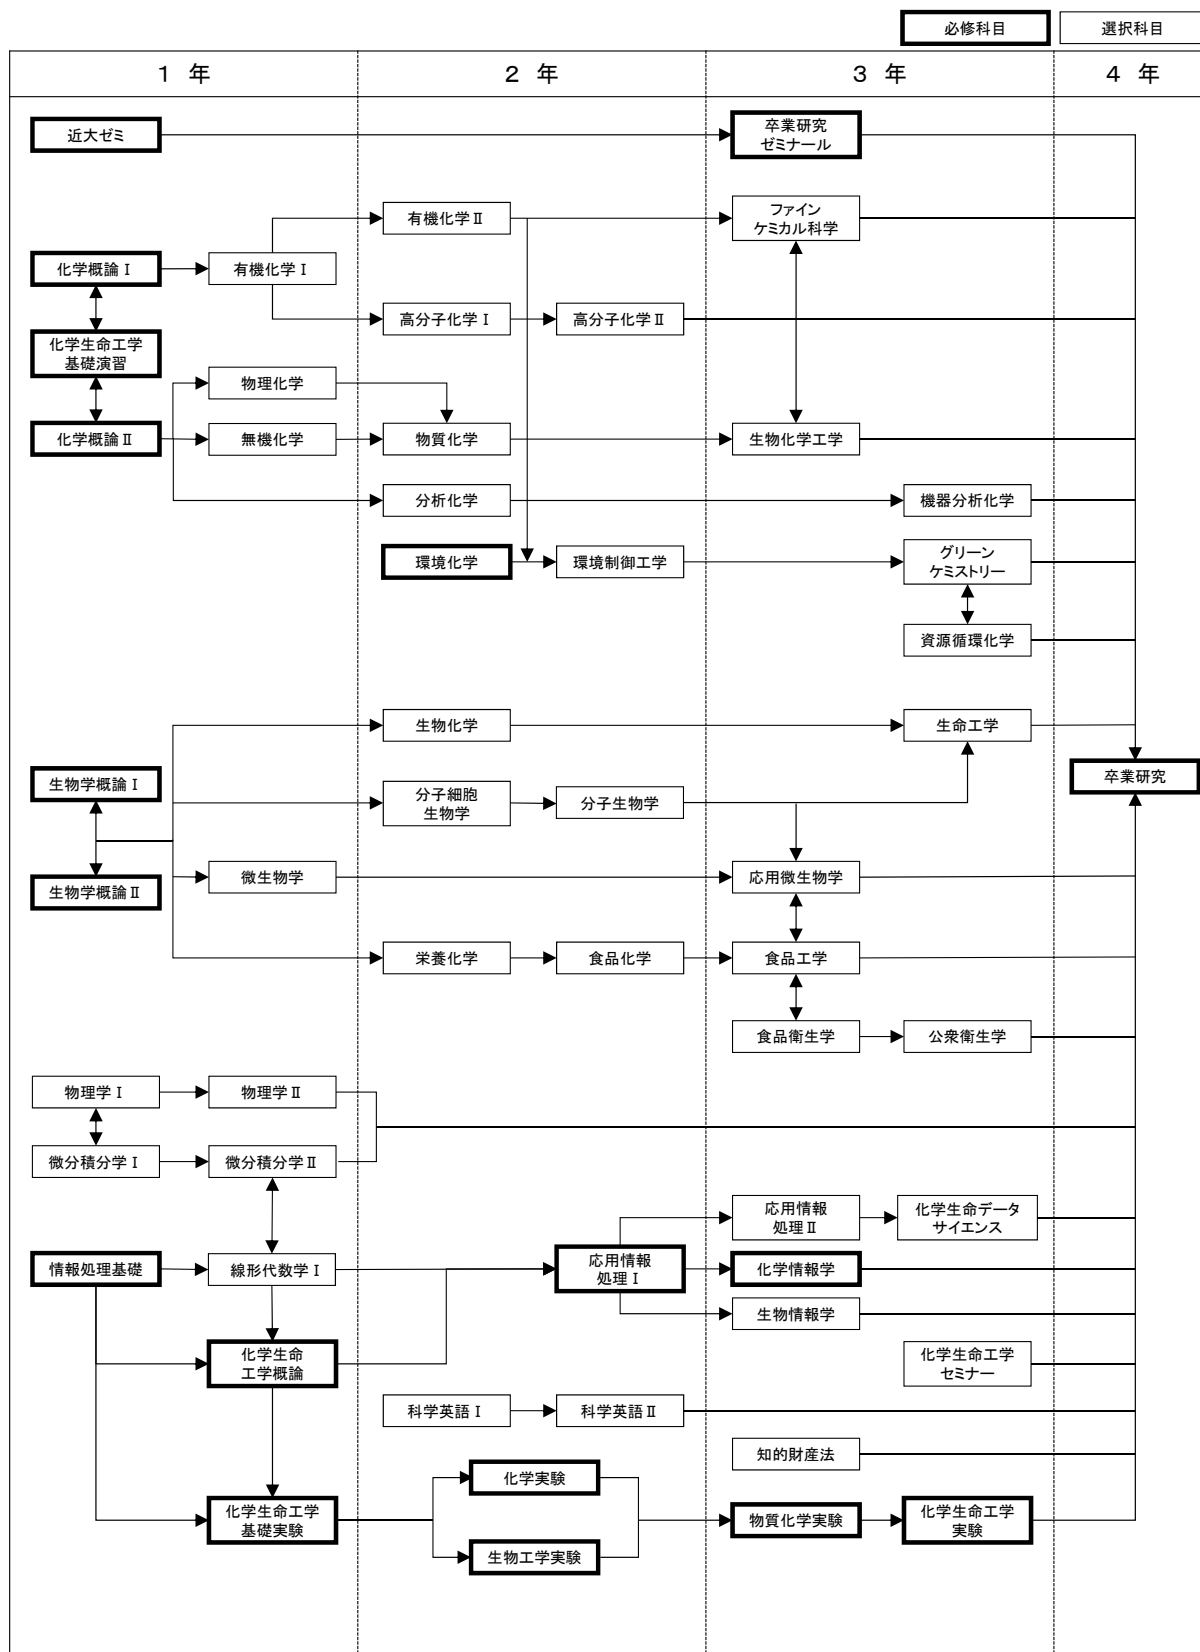 必修科目
選択科目
１ 年
２ 年
３ 年
４ 年
近大ゼミ
卒業研究
ゼミナール
有機化学Ⅱ
ファイン
ケミカル科学
化学概論Ⅰ
有機化学Ⅰ
高分子化学Ⅰ
高分子化学Ⅱ
化学生命工学
基礎演習
物理化学
化学概論Ⅱ
無機化学
物質化学
生物化学工学
分析化学
機器分析化学
環境化学
環境制御工学
グリーン
ケミストリー
資源循環化学
生物化学
生命工学
生物学概論Ⅰ
分子細胞
生物学
分子生物学
卒業研究
生物学概論Ⅱ
微生物学
応用微生物学
栄養化学
食品化学
食品工学
食品衛生学
公衆衛生学
物理学Ⅰ
物理学Ⅱ
微分積分学Ⅰ
微分積分学Ⅱ
応用情報
処理Ⅱ
化学生命データ
サイエンス
情報処理基礎
線形代数学Ⅰ
応用情報
処理Ⅰ
化学情報学
生物情報学
化学生命
工学概論
化学生命工学
セミナー
科学英語Ⅰ
科学英語Ⅱ
知的財産法
化学実験
化学生命工学
基礎実験
物質化学実験
化学生命工学
実験
生物工学実験